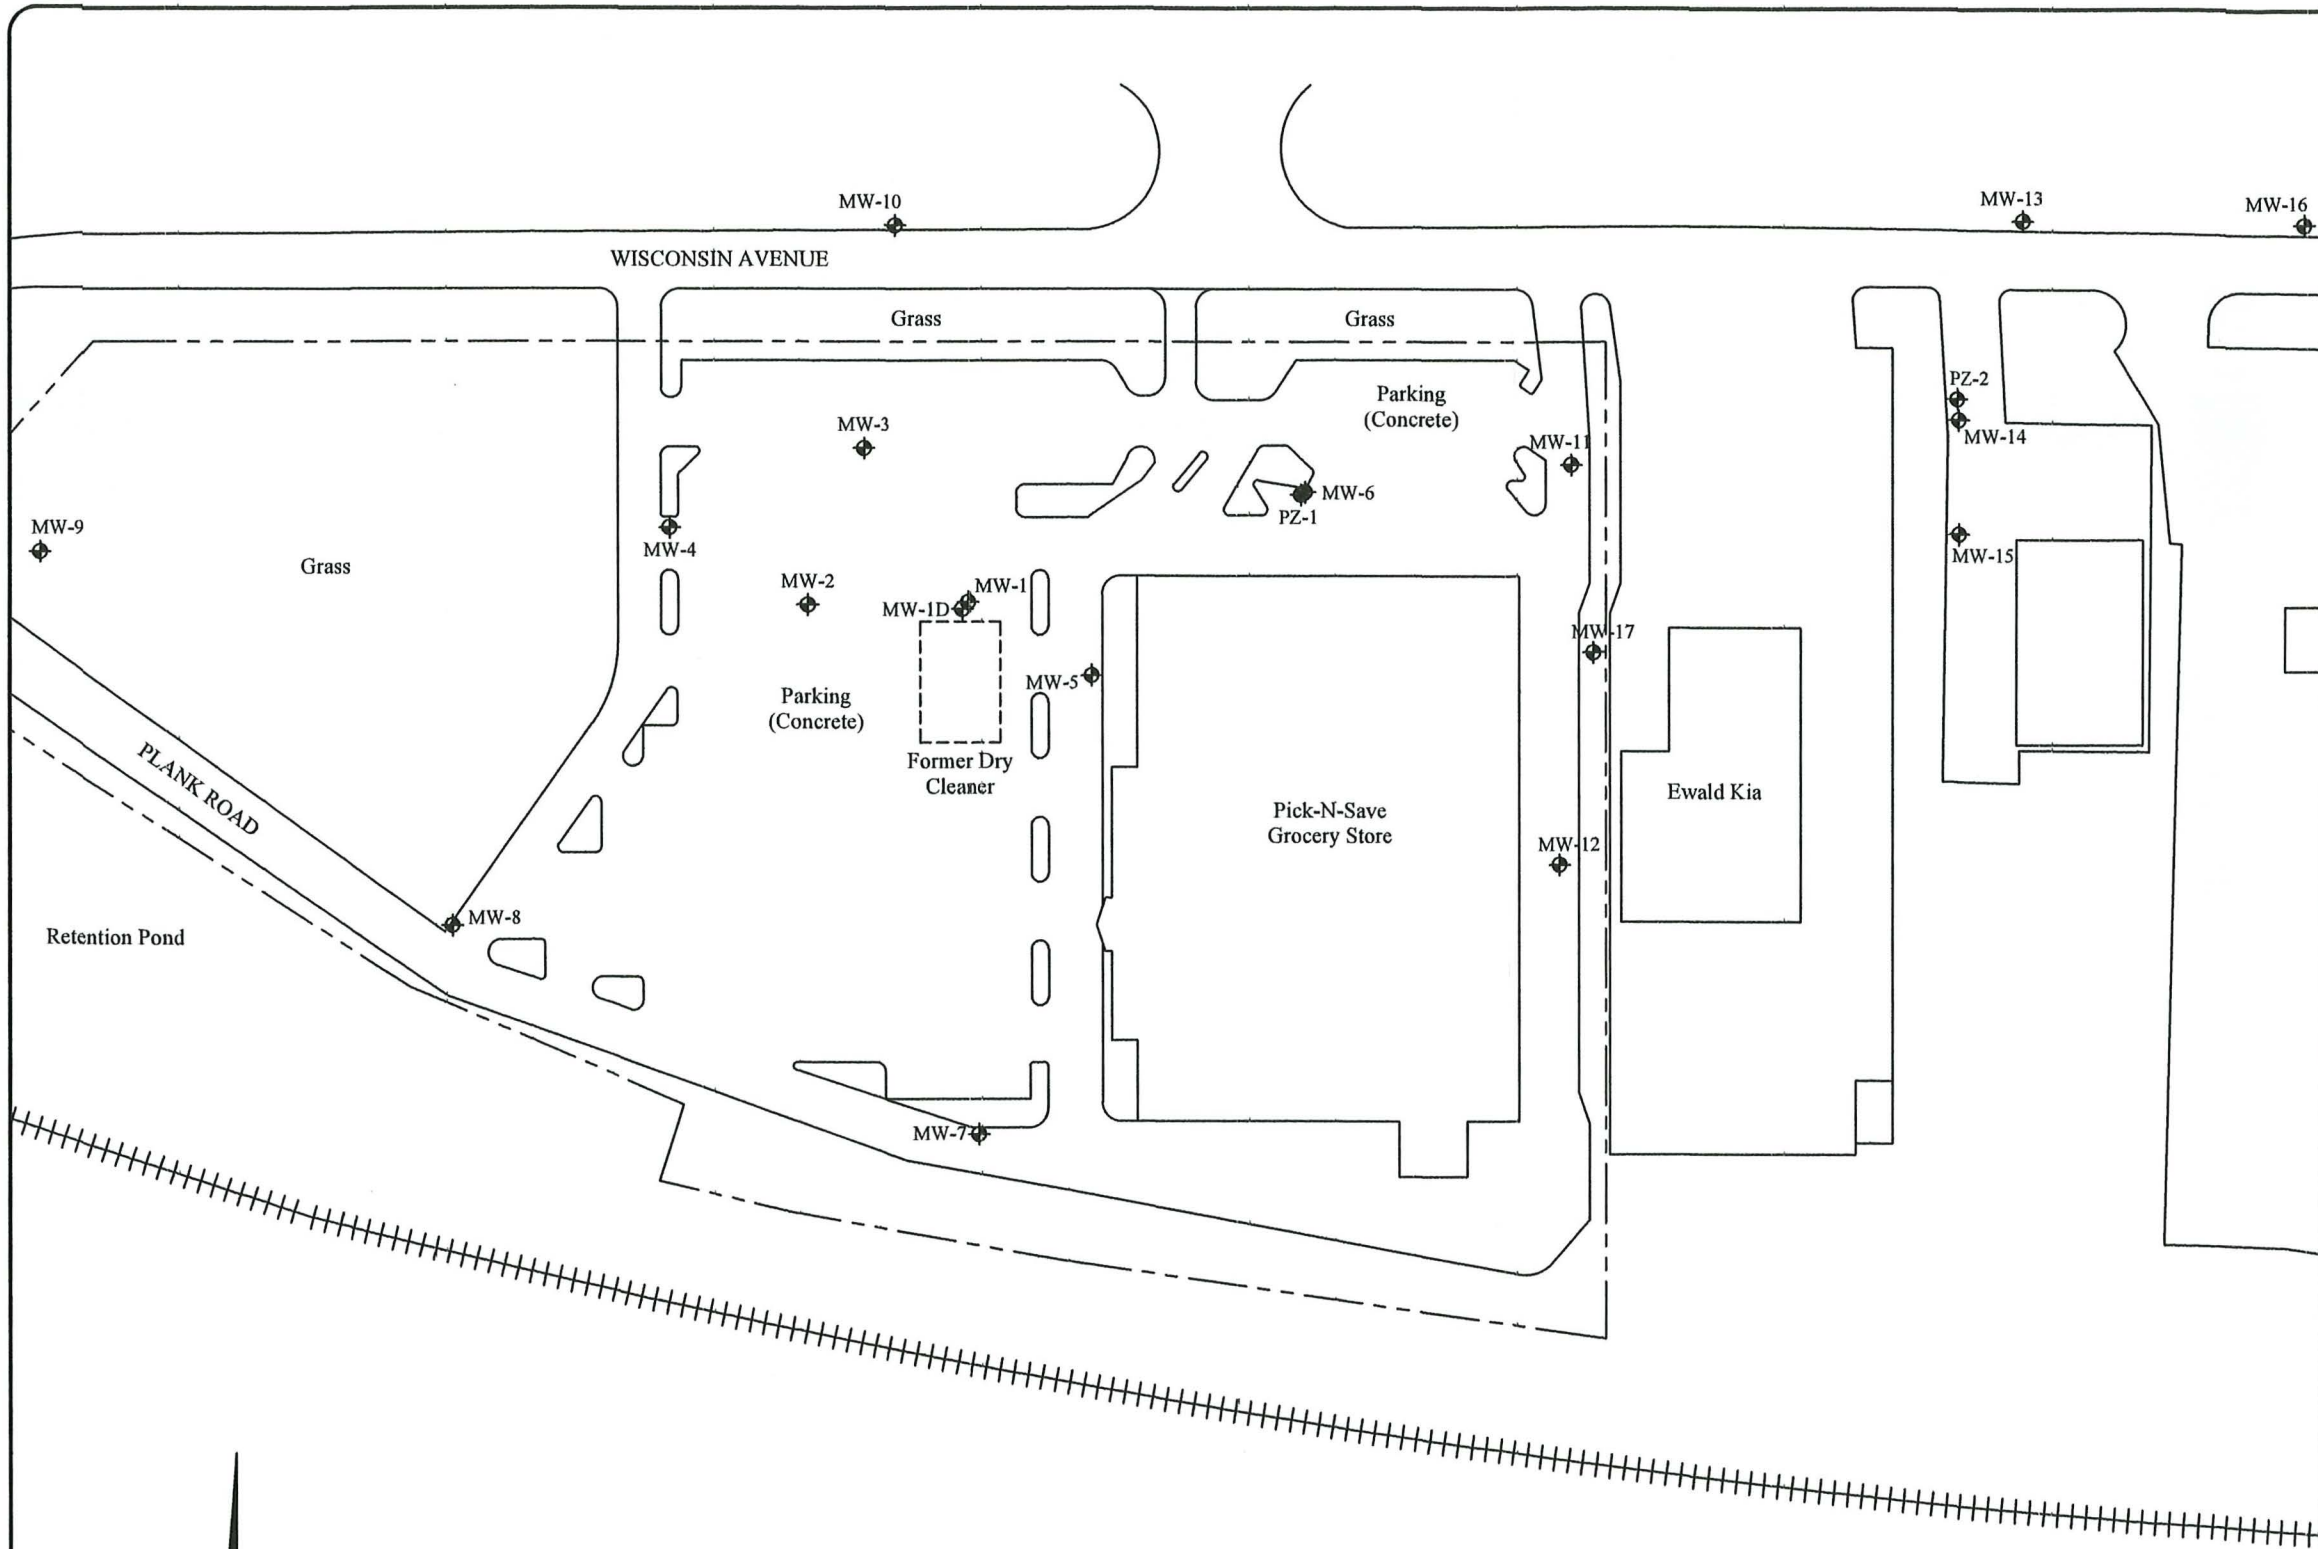 MW-10
MW-13
MW-16
WISCONSIN AVENUE
Grass
Grass
Parking
(Concrete)
PZ-2
MW-14
MW-3
MW-11
MW-6
PZ-1
MW-9
MW-4
Grass
MW-15
MW-2
MW-1
MW-1D
MW-17
MW-5
Parking
(Concrete)
Former Dry
Cleaner
PLANK ROAD
Ewald Kia
Pick-N-Save
Grocery Store
MW-12
MW-8
Retention Pond
MW-7